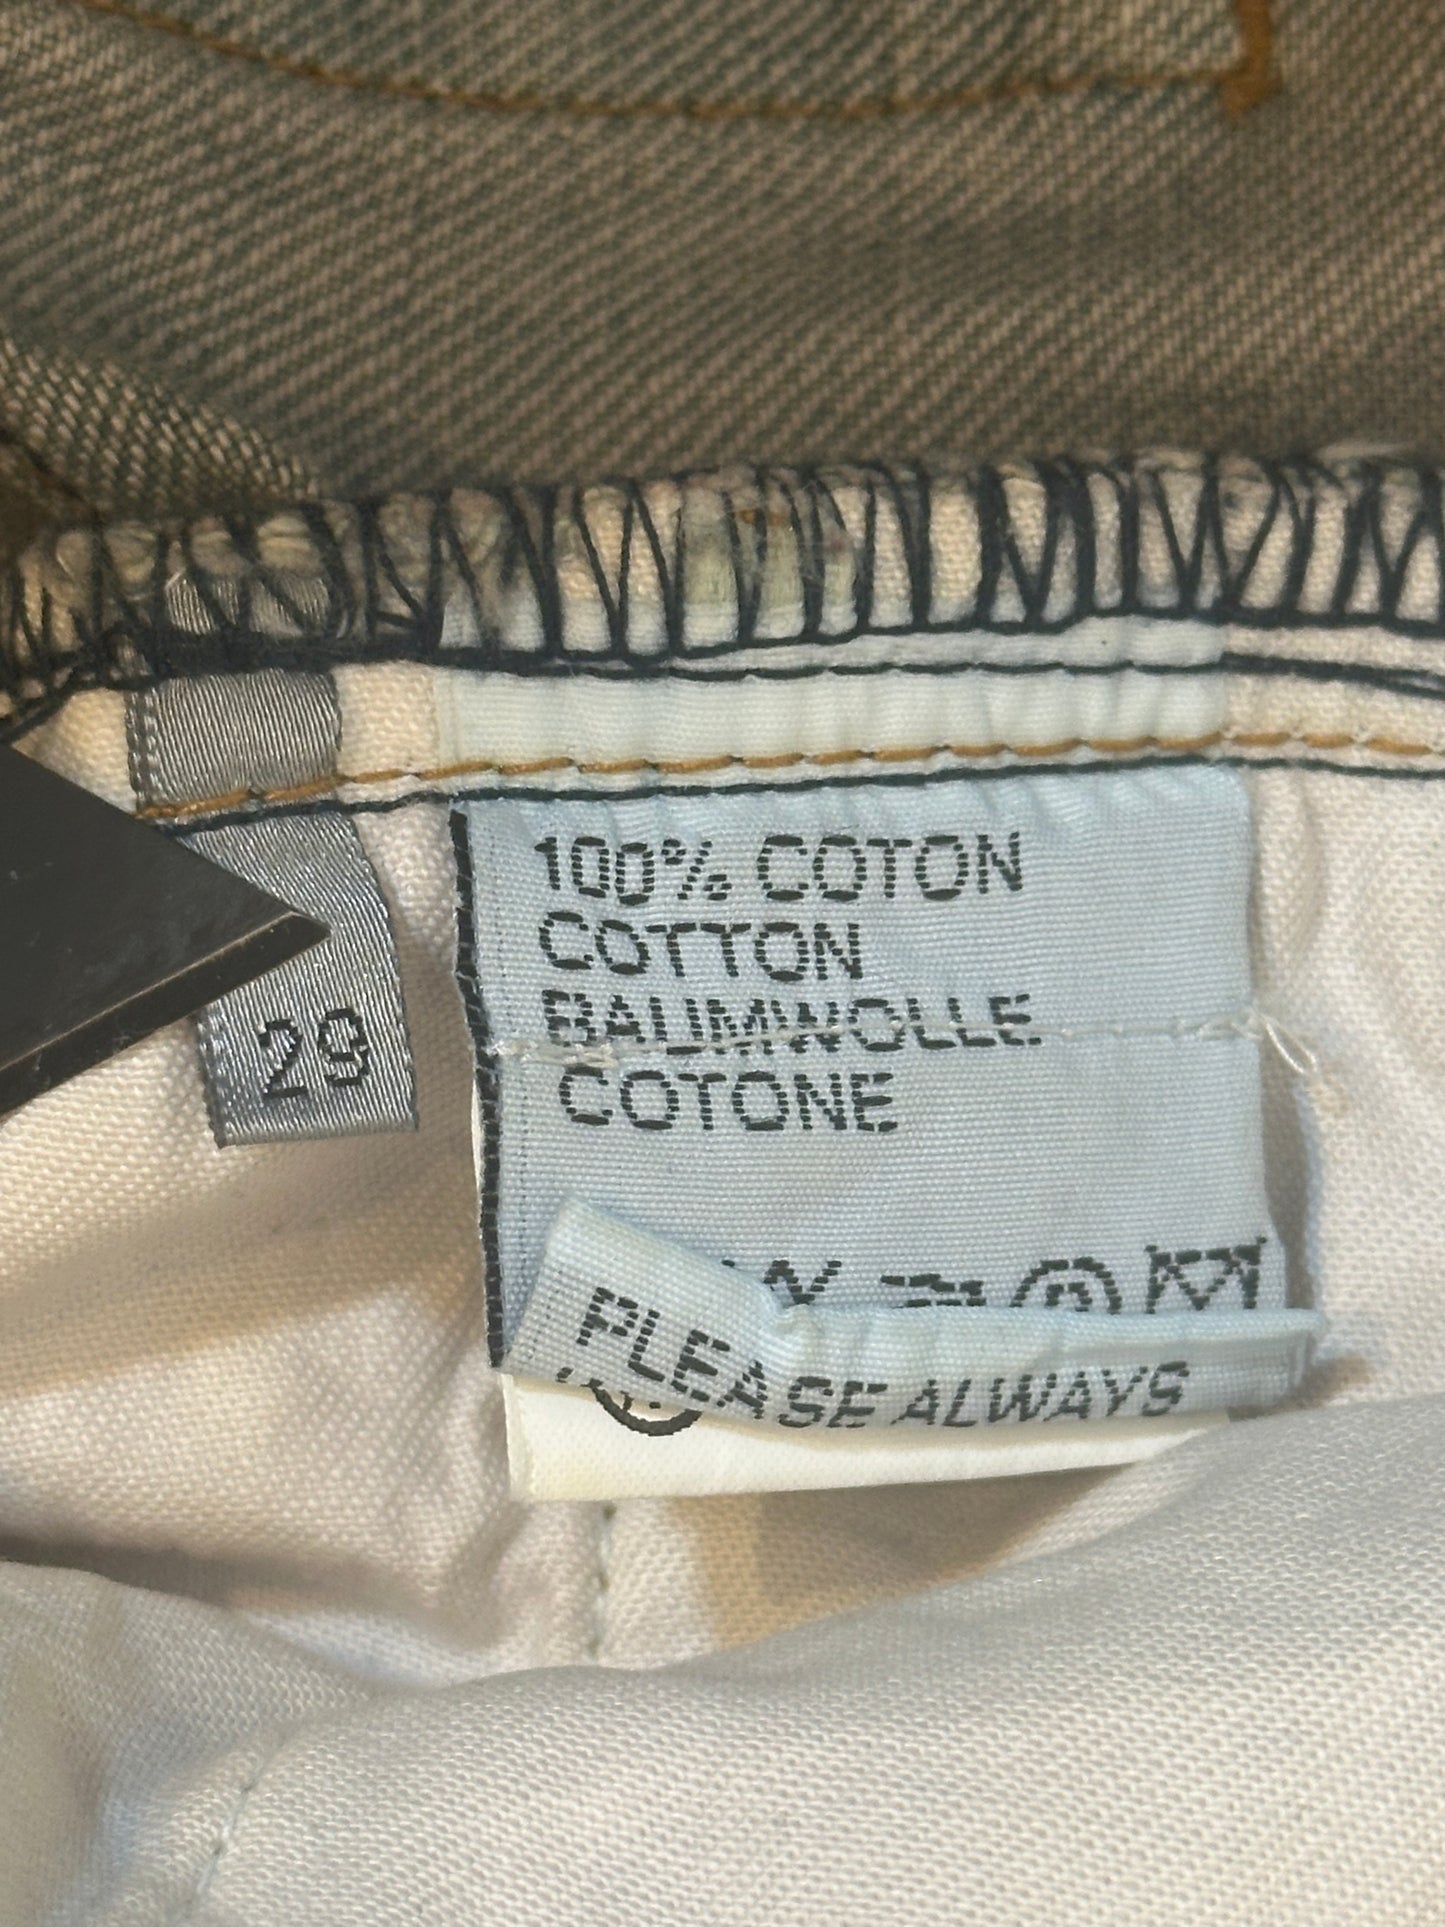 29
100% COTON
COTTON
BAUMWOLLE
COTONE
PLEASE ALWAYS